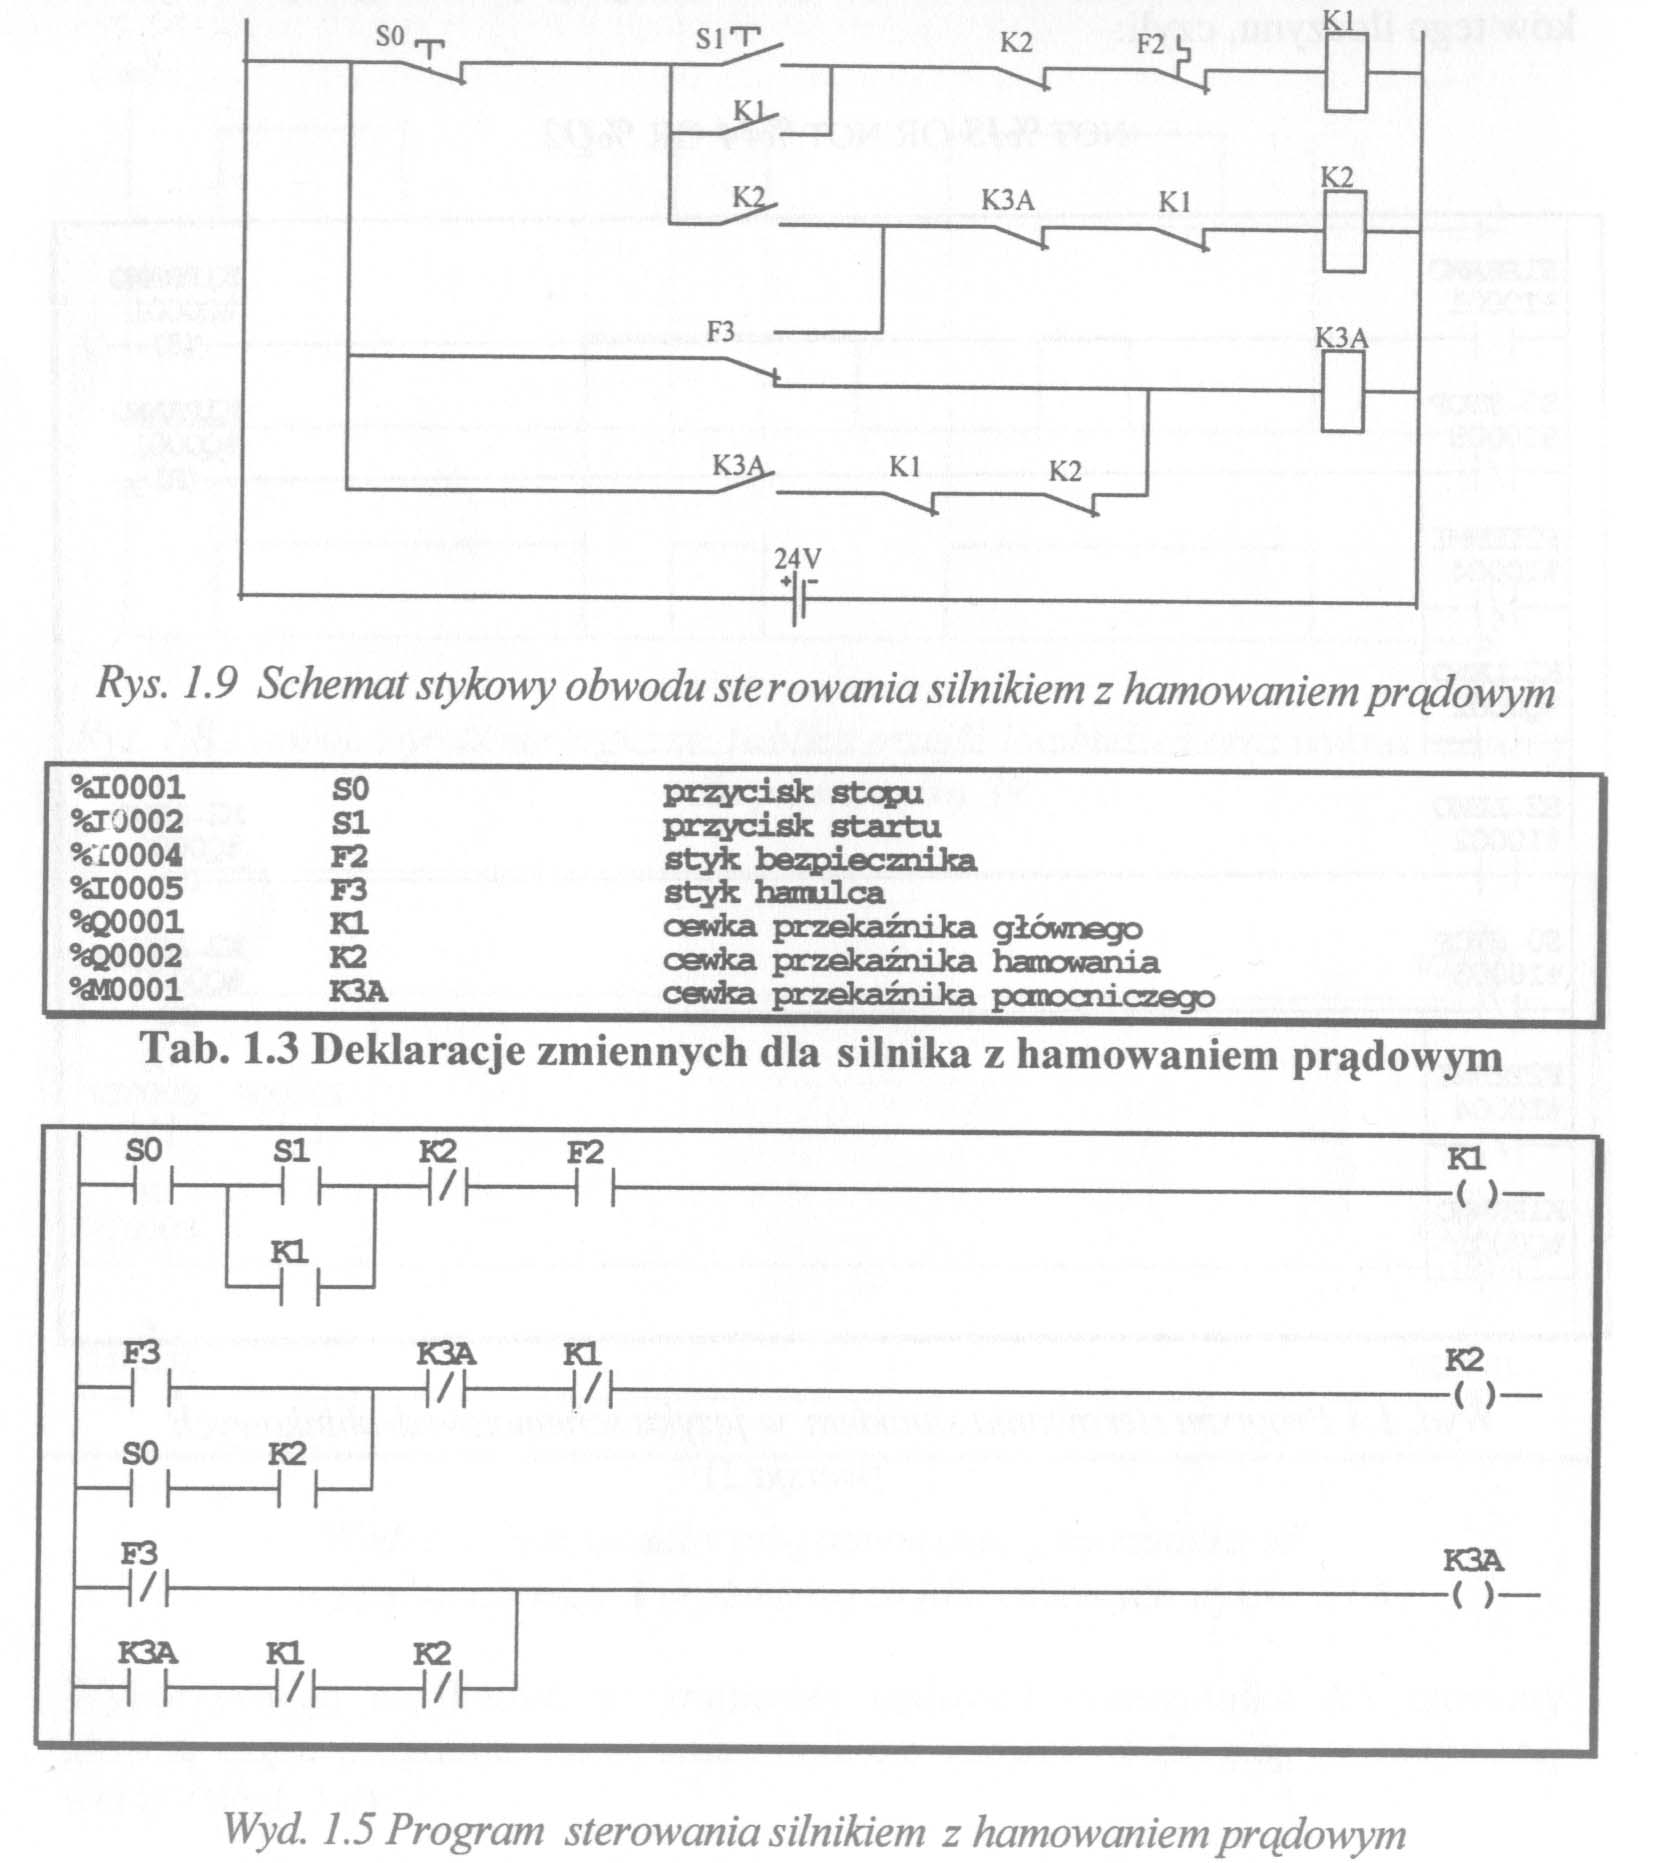 ków tego iloczynu, czyli:
K1
S0 S1 K2 F2
K1
K2 K3A K1 K2
F3 K3A
K3A K1 K2
24V
+ -
Rys. 1.9 Schemat stykowy obwodu sterowania silnikiem z hamowaniem prądowym
%I0001 S0 przycisk stopu
%I0002 S1 przycisk startu
%I0004 F2 styk bezpiecznika
%I0005 F3 styk hamulca
%Q0001 K1 cewka przekaźnika głównego
%Q0002 K2 cewka przekaźnika hamowania
%M0001 K3A cewka przekaźnika pomocniczego
Tab. 1.3 Deklaracje zmiennych dla silnika z hamowaniem prądowym
S0 S1 K2 F2 K1
K1
F3 K3A K1 K2
S0 K2
F3 K3A
K3A K1 K2
Wyd. 1.5 Program sterowania silnikiem z hamowaniem prądowym